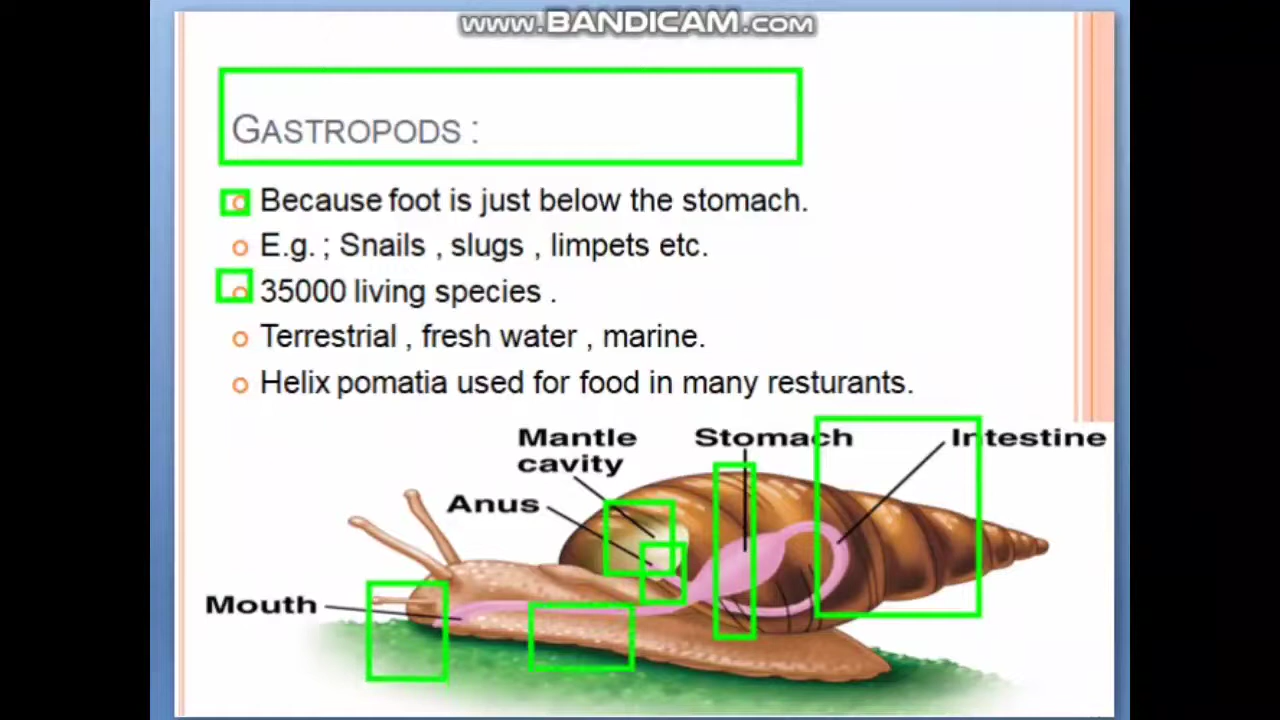 www.BANDICAM.com
GASTROPODS :
Because foot is just below the stomach.
E.g. ; Snails , slugs , limpets etc.
35000 living species .
Terrestrial , fresh water , marine.
Helix pomatia used for food in many resturants.
Mantle
cavity
Stomach
Intestine
Anus
Mouth